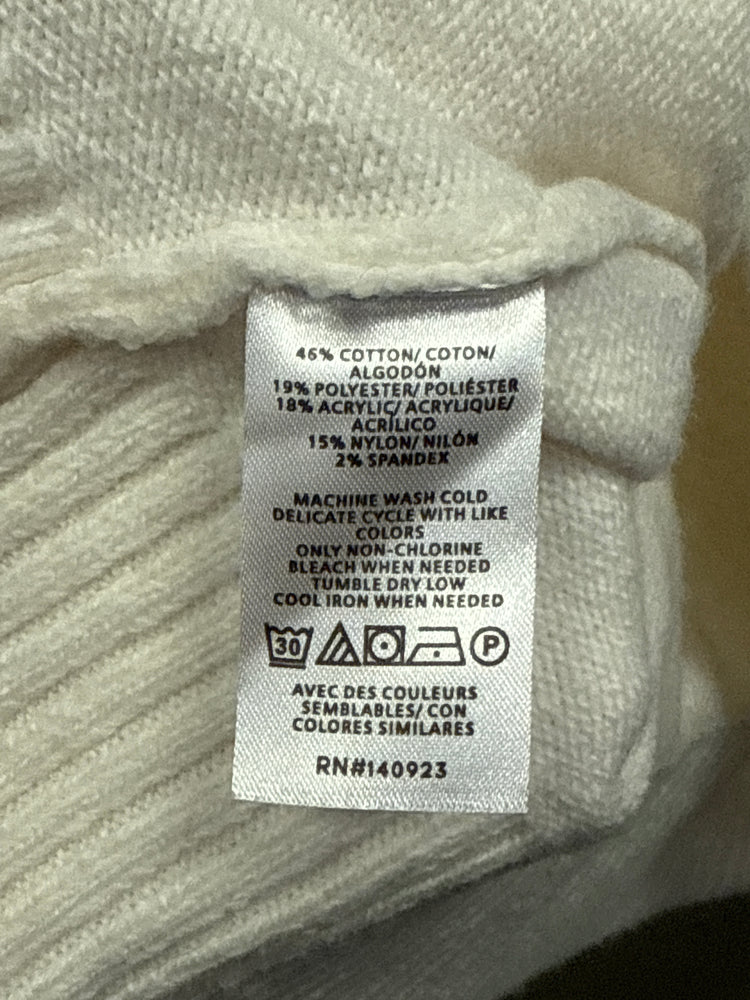 46% COTTON/ COTON/
ALGODÓN
19% POLYESTER/ POLIÉSTER
18% ACRYLIC/ ACRYLIQUE/
ACRÍLICO
15% NYLON/ NILÓN
2% SPANDEX
MACHINE WASH COLD
DELICATE CYCLE WITH LIKE
COLORS
ONLY NON-CHLORINE
BLEACH WHEN NEEDED
TUMBLE DRY LOW
COOL IRON WHEN NEEDED
30 P
AVEC DES COULEURS
SEMBLABLES/ CON
COLORES SIMILARES
RN#140923